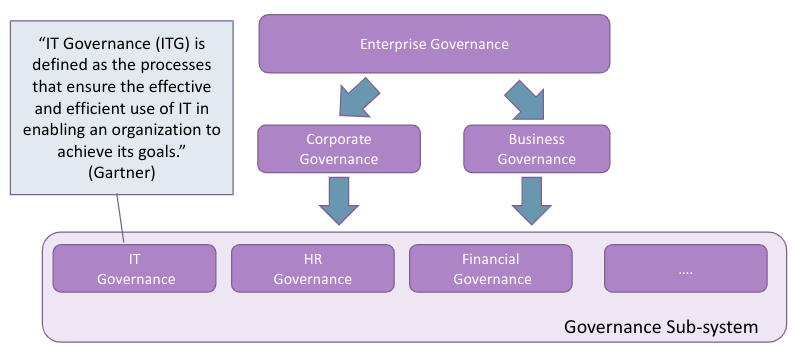 “IT Governance (ITG) is
defined as the processes
that ensure the effective
and efficient use of IT in
enabling an organization to
achieve its goals.”
(Gartner)
Enterprise Governance
Corporate
Governance
Business
Governance
IT
Governance
HR
Governance
Financial
Governance
....
Governance Sub-system